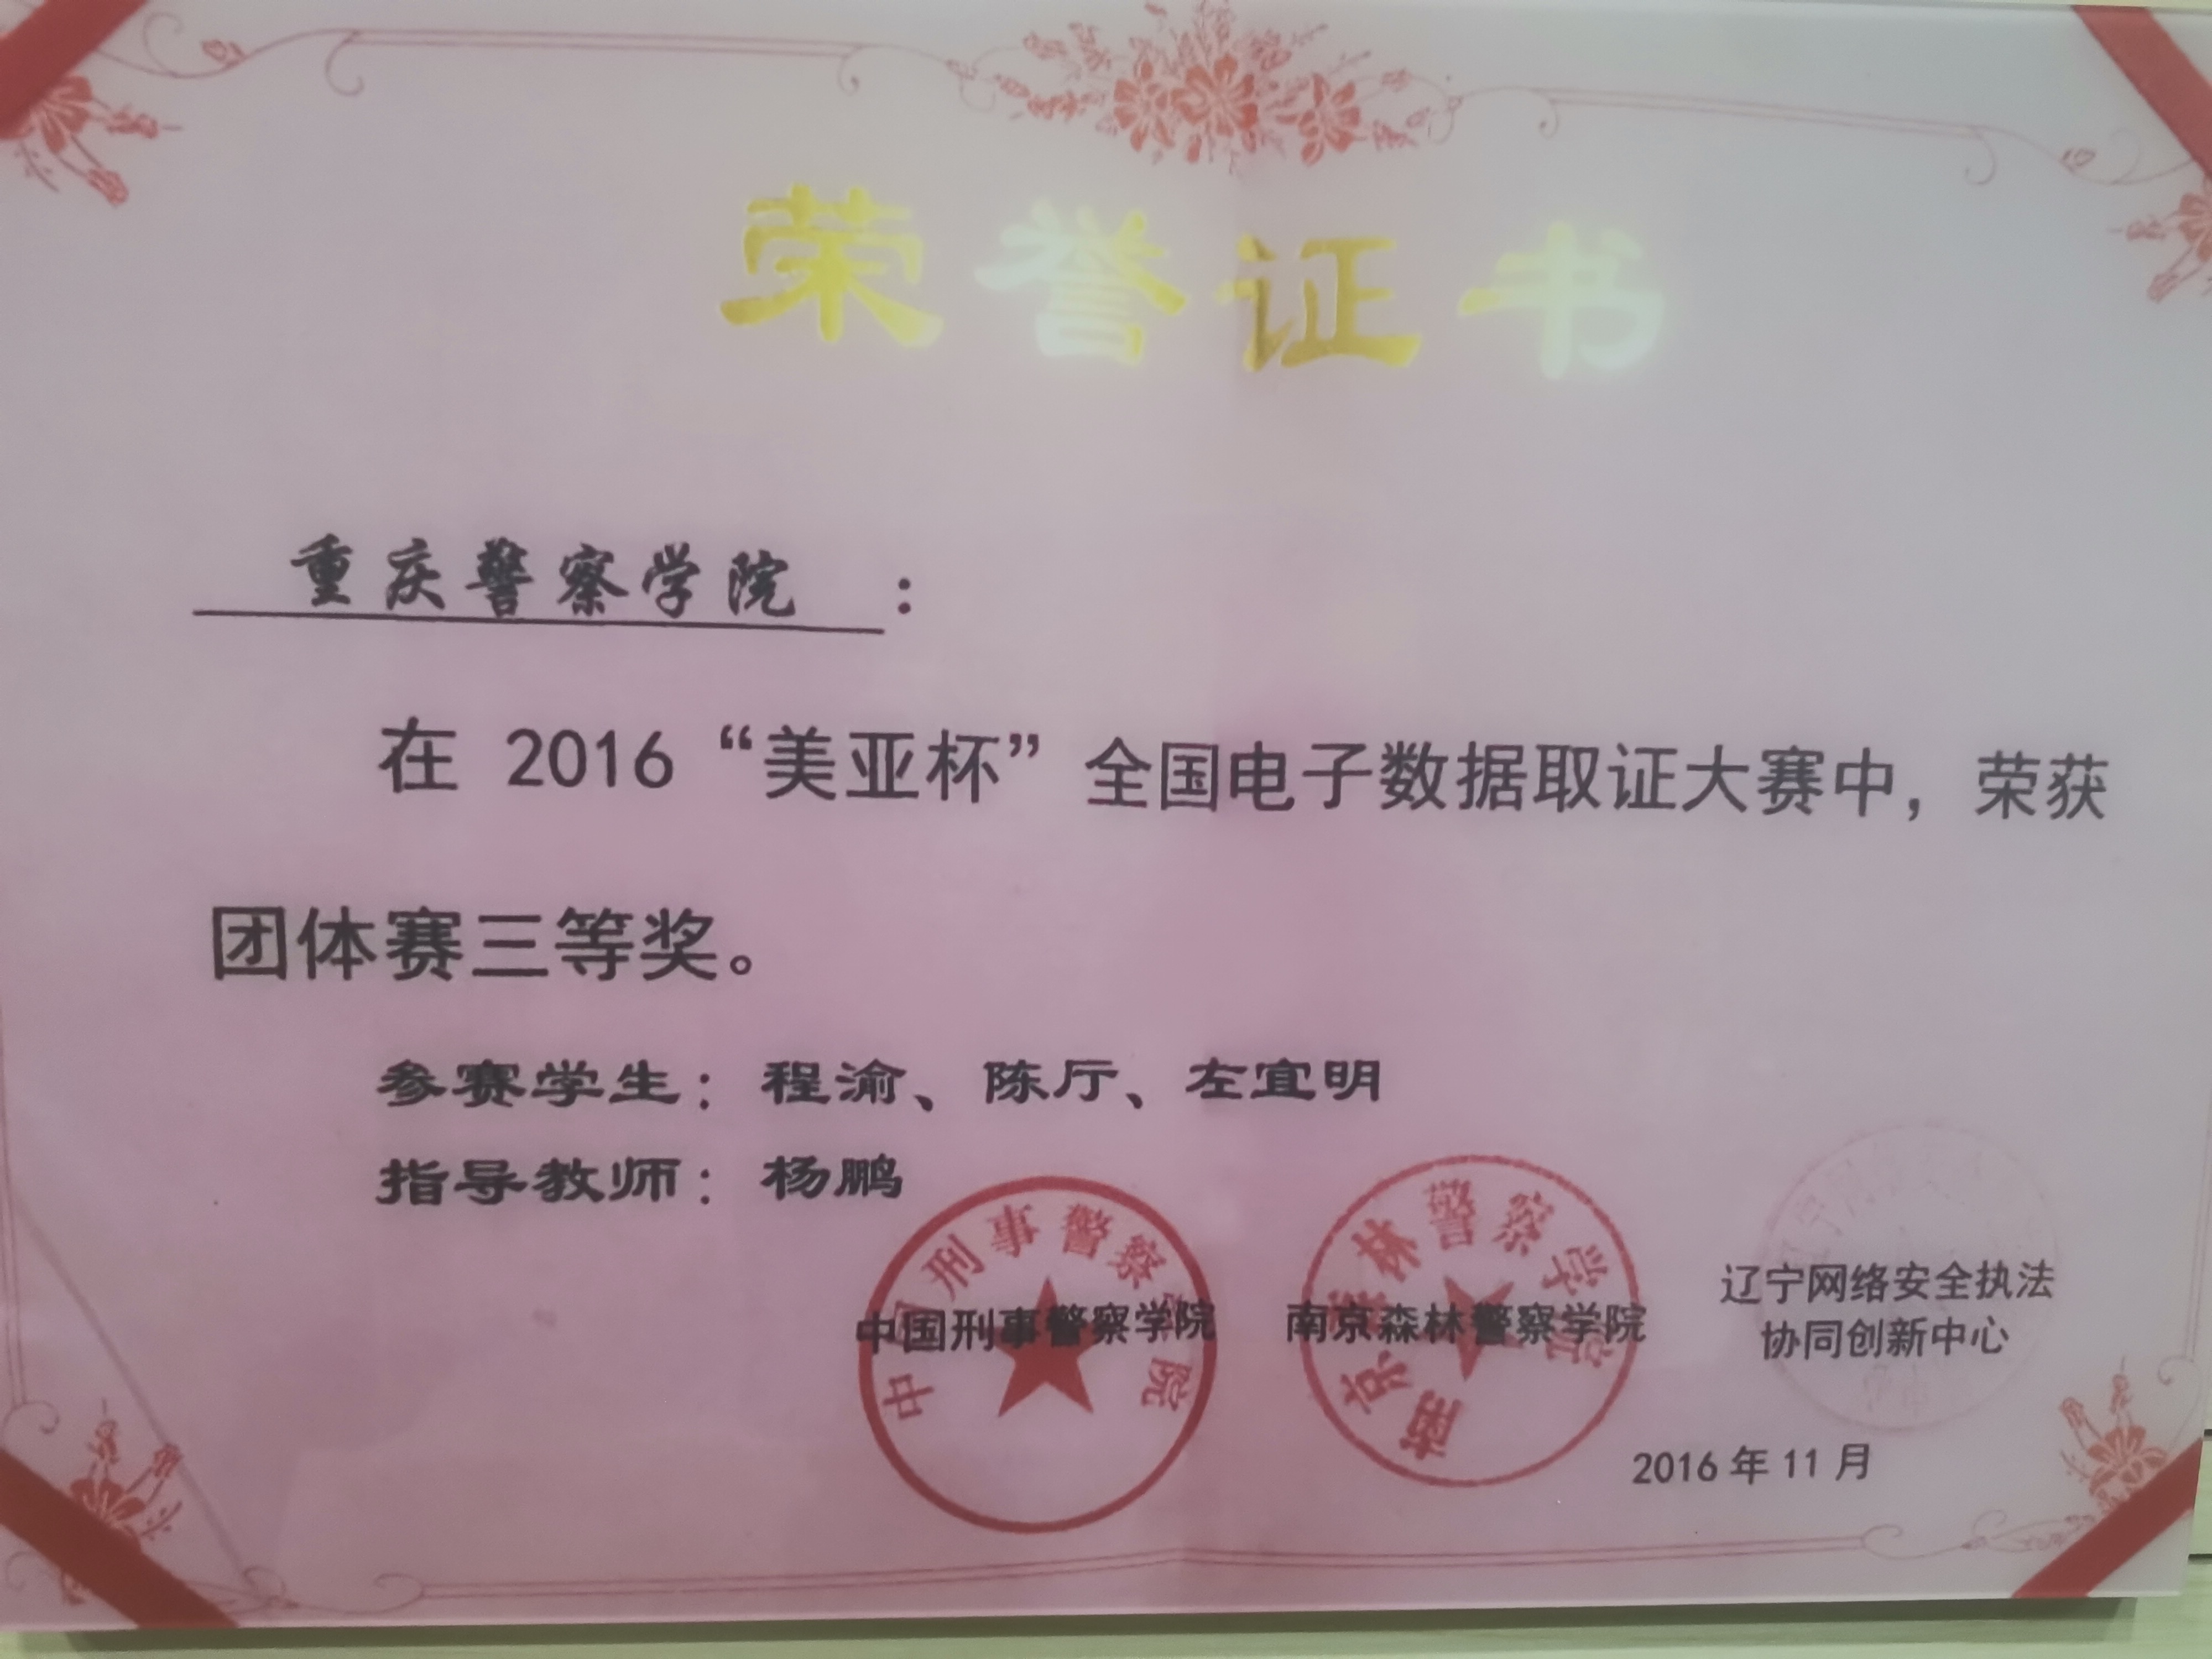 荣誉证书
重庆警察学院：
在 2016 “美亚杯” 全国电子数据取证大赛中，荣获
团体赛三等奖。
参赛学生：程渝、陈厅、左宜明
指导教师：杨鹏
中国刑事警察学院
中国刑事警察学院
南京森林警察学院
南京森林警察学院
辽宁网络安全执法
协同创新中心
2016 年 11 月